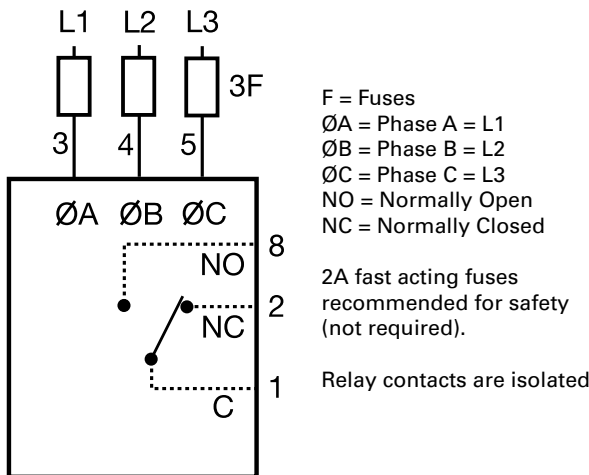 L1 L2 L3
3F
3 4 5
ØA ØB ØC
8
NO
2
NC
1
C
F = Fuses
ØA = Phase A = L1
ØB = Phase B = L2
ØC = Phase C = L3
NO = Normally Open
NC = Normally Closed
2A fast acting fuses
recommended for safety
(not required).
Relay contacts are isolated